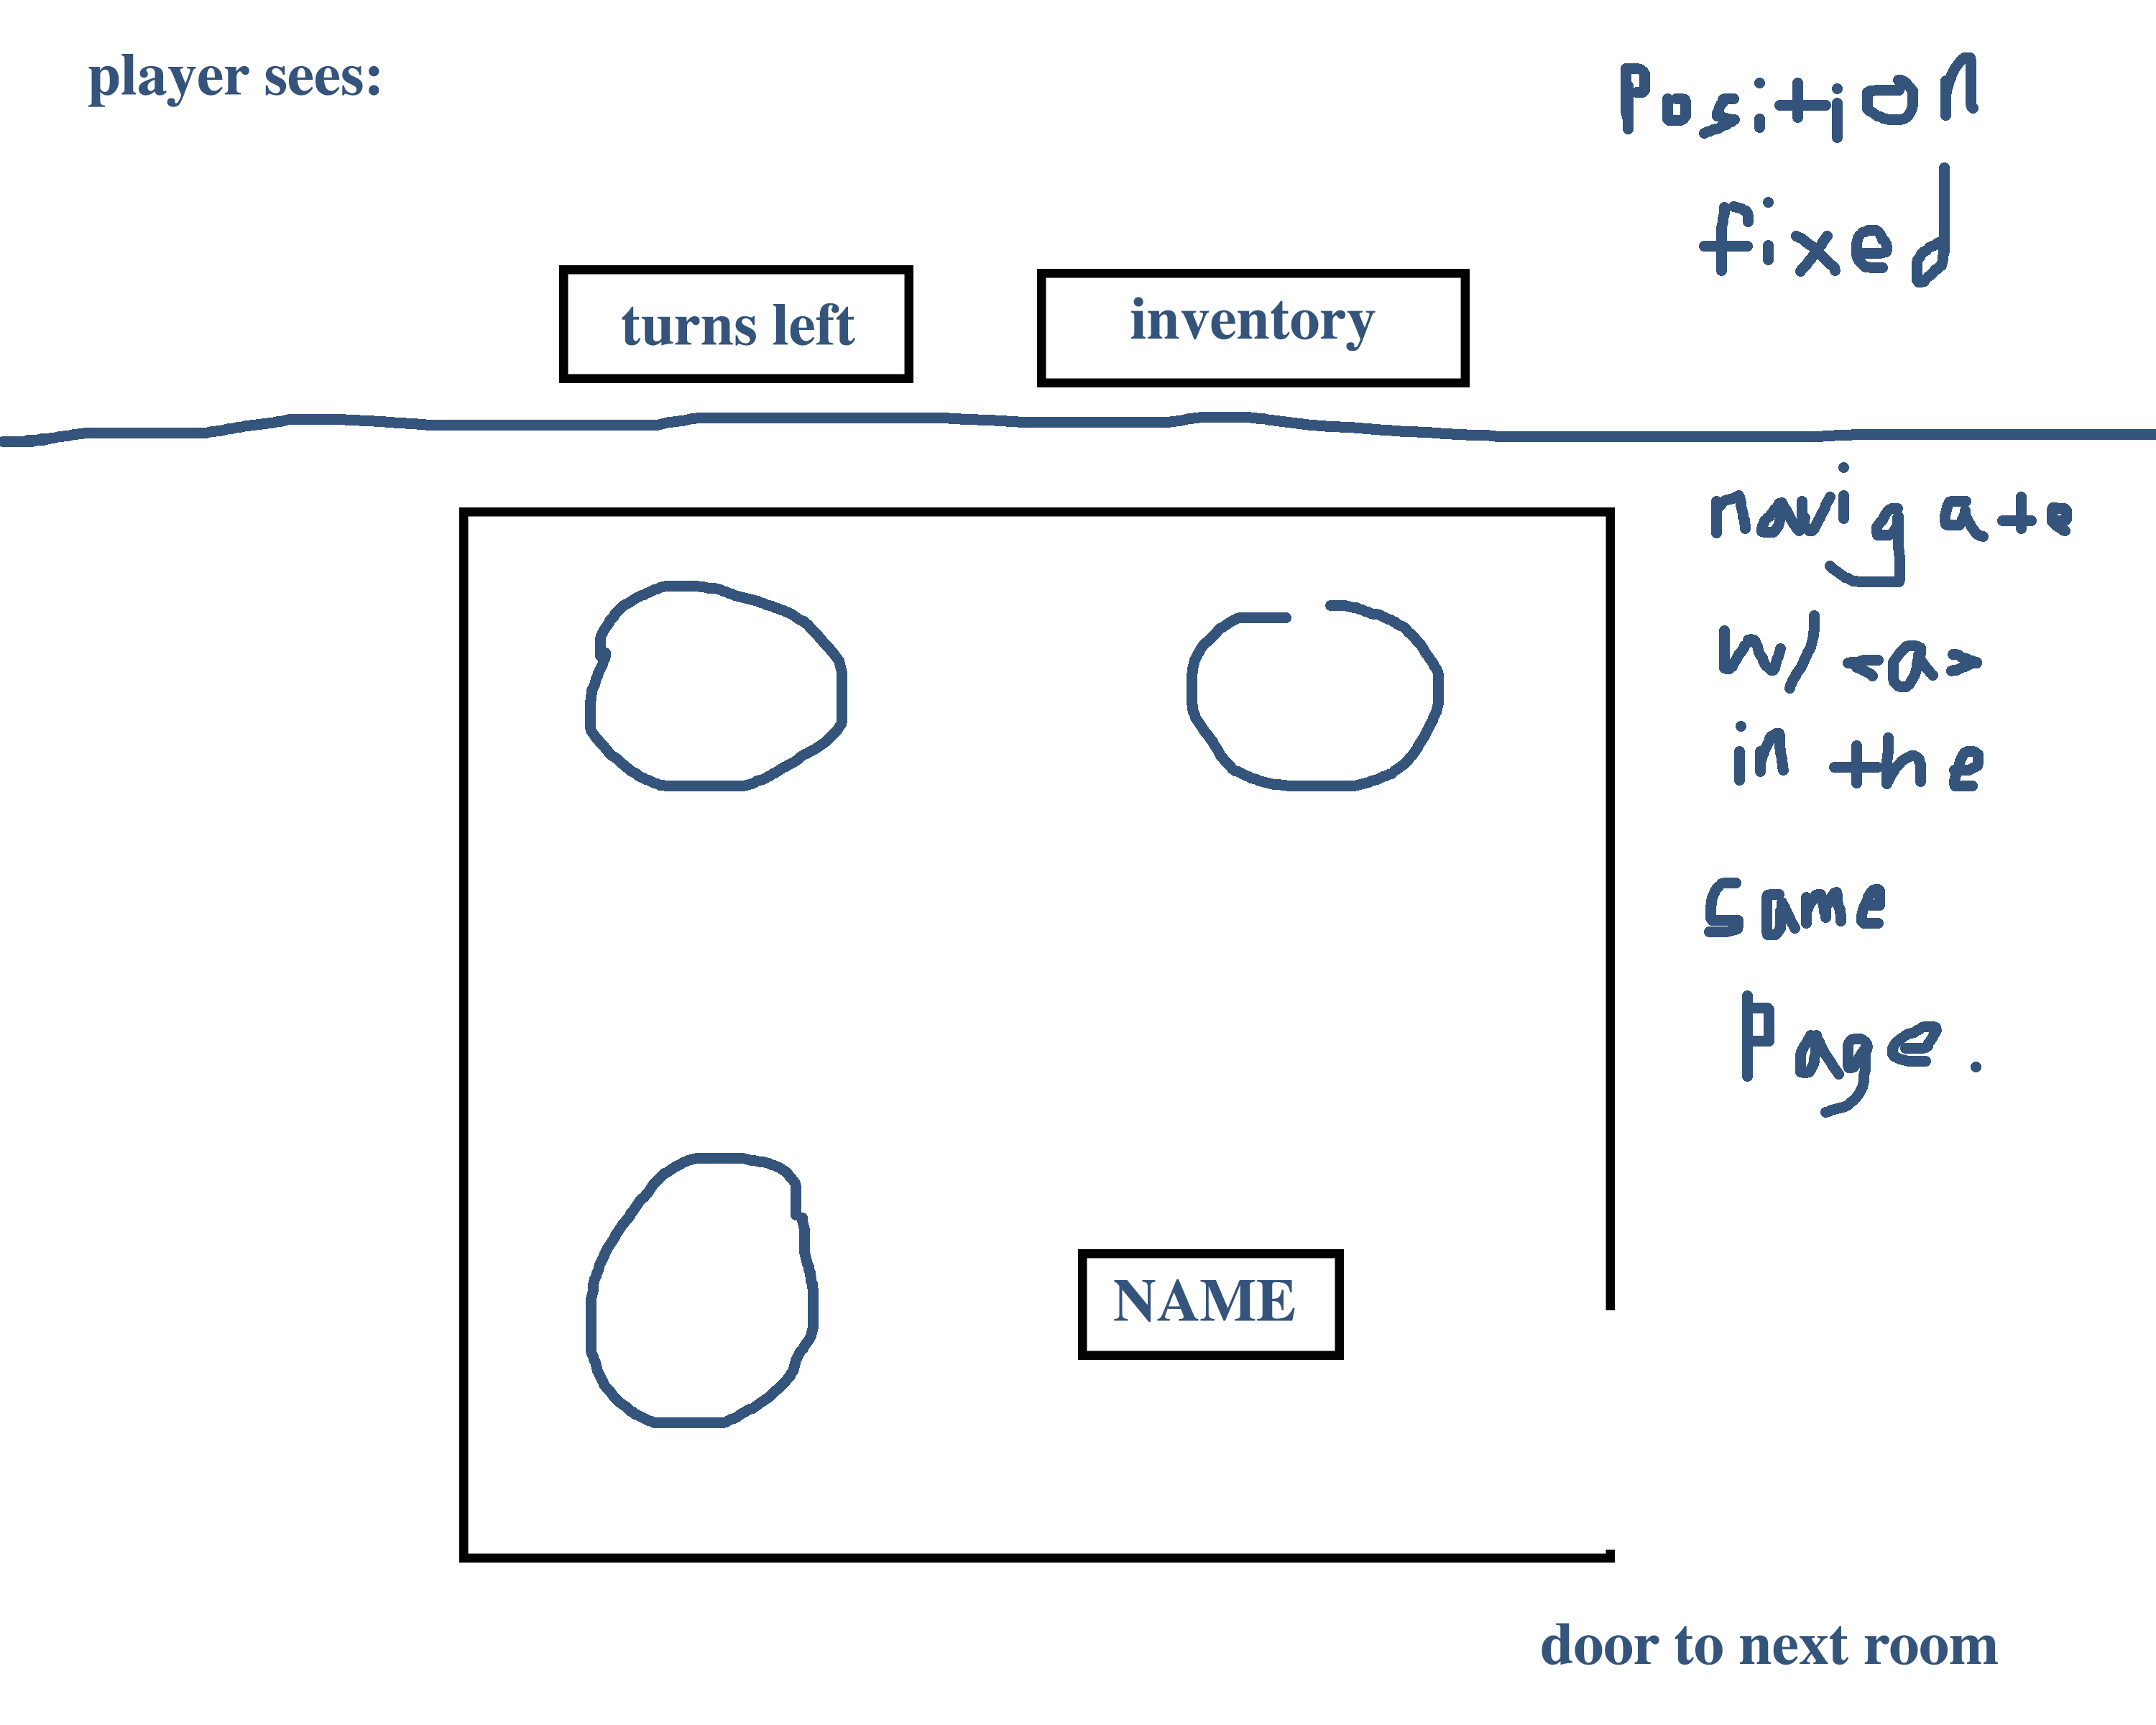 player sees:
Position
fixed
turns left
inventory
navigate
w/ <a>
in the
same
Page.
NAME
door to next room